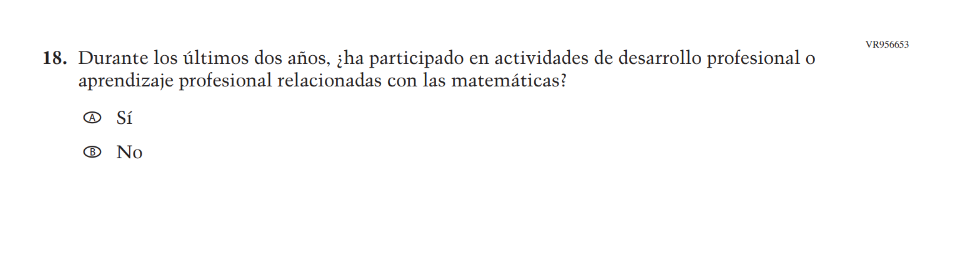 VR956653
18. Durante los últimos dos años, ¿ha participado en actividades de desarrollo profesional o
aprendizaje profesional relacionadas con las matemáticas?
A Sí
B No